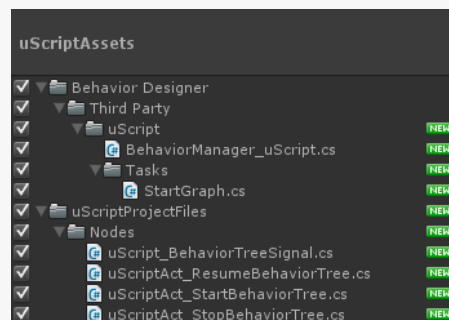 uScriptAssets
Behavior Designer
Third Party
uScript
NEW
BehaviorManager_uScript.cs
NEW
Tasks
NEW
StartGraph.cs
NEW
uScriptProjectFiles
NEW
Nodes
NEW
uScript_BehaviorTreeSignal.cs
NEW
uScriptAct_ResumeBehaviorTree.cs
NEW
uScriptAct_StartBehaviorTree.cs
NEW
uScriptAct_StopBehaviorTree.cs
NEW